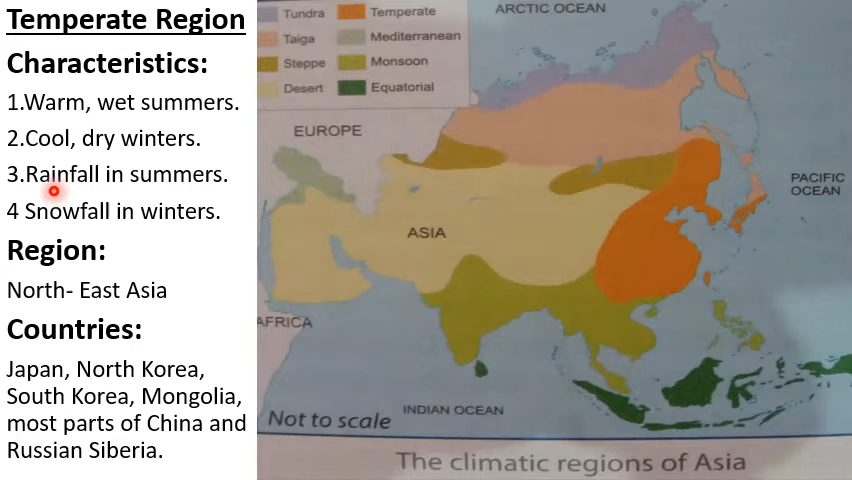 Temperate Region
Characteristics:
1.Warm, wet summers.
2.Cool, dry winters.
3.Rainfall in summers.
4 Snowfall in winters.
Region:
North- East Asia
Countries:
Japan, North Korea,
South Korea, Mongolia,
most parts of China and
Russian Siberia.
Tundra
Temperate
Taiga
Mediterranean
Steppe
Monsoon
Desert
Equatorial
ARCTIC OCEAN
EUROPE
PACIFIC
OCEAN
ASIA
AFRICA
INDIAN OCEAN
Not to scale
The climatic regions of Asia